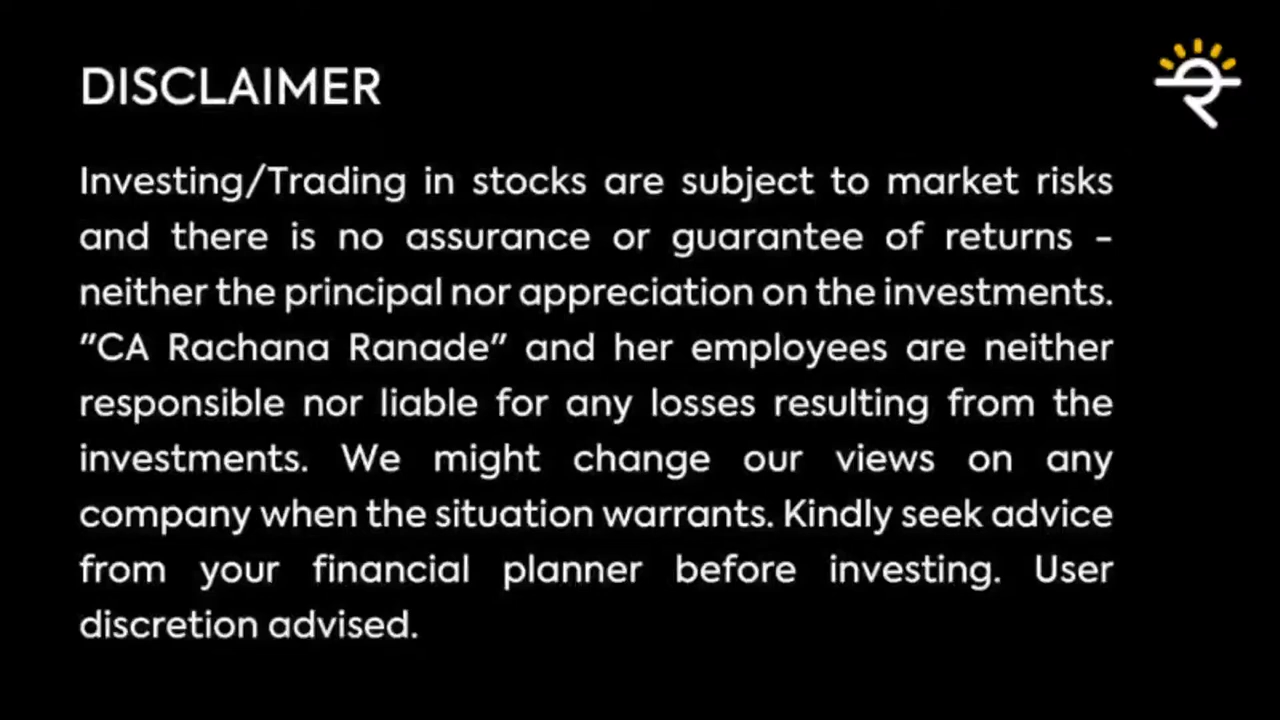 DISCLAIMER
Investing/Trading in stocks are subject to market risks
and there is no assurance or guarantee of returns -
neither the principal nor appreciation on the investments.
"CA Rachana Ranade" and her employees are neither
responsible nor liable for any losses resulting from the
investments. We might change our views on any
company when the situation warrants. Kindly seek advice
from your financial planner before investing. User
discretion advised.